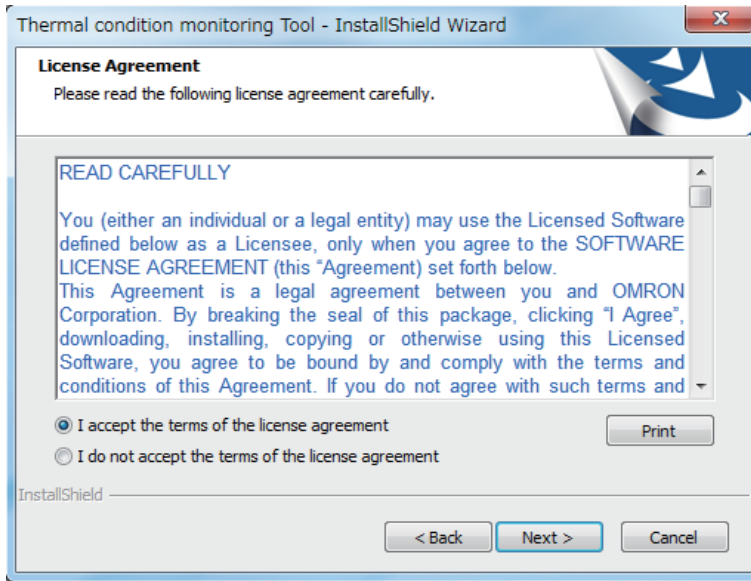 Thermal condition monitoring Tool - InstallShield Wizard
License Agreement
Please read the following license agreement carefully.
READ CAREFULLY
You (either an individual or a legal entity) may use the Licensed Software
defined below as a Licensee, only when you agree to the SOFTWARE
LICENSE AGREEMENT (this “Agreement) set forth below.
This Agreement is a legal agreement between you and OMRON
Corporation. By breaking the seal of this package, clicking “I Agree”,
downloading, installing, copying or otherwise using this Licensed
Software, you agree to be bound by and comply with the terms and
conditions of this Agreement. If you do not agree with such terms and
I accept the terms of the license agreement
Print
I do not accept the terms of the license agreement
InstallShield
< Back Next > Cancel